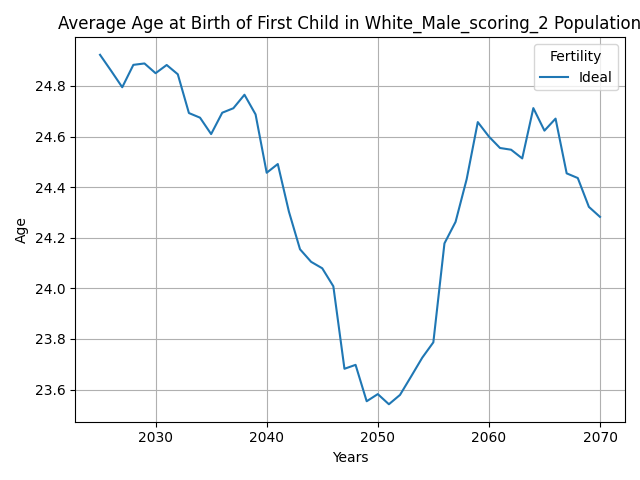 Average Age at Birth of First Child in White_Male_scoring_2 Population
Fertility
Ideal
Age
24.8
24.6
24.4
24.2
24.0
23.8
23.6
2030 2040 2050 2060 2070
Years